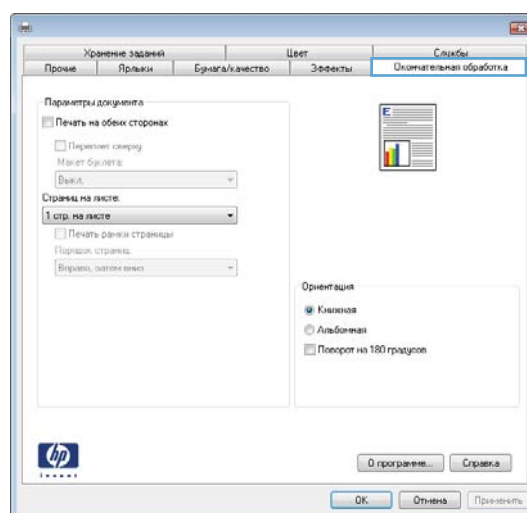 Хранение заданий
Цвет
Службы
Прочие
Ярлыки
Бумага/качество
Эффекты
Окончательная обработка
Параметры документа
Печать на обеих сторонах
Переплет сверху
Макет буклета:
Выкл.
Страниц на листе:
1 стр. на листе
Печать рамки страницы
Порядок страниц:
Вправо, затем вниз
E
Ориентация
Книжная
Альбомная
Поворот на 180 градусов
hp
invent
О программе...
Справка
OK
Отмена
Применить